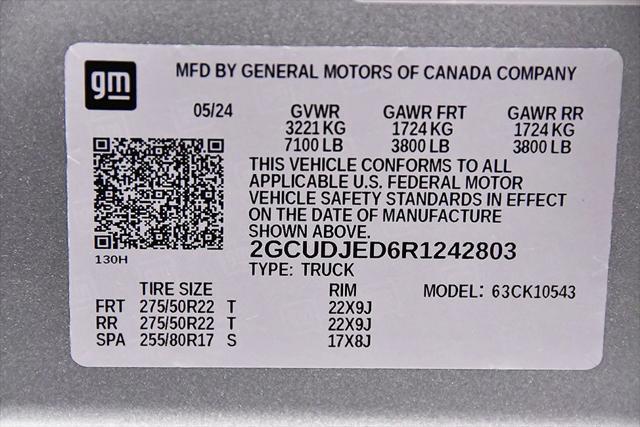 gm
MFD BY GENERAL MOTORS OF CANADA COMPANY
05/24 GVWR GAWR FRT GAWR RR
3221 KG 1724 KG 1724 KG
7100 LB 3800 LB 3800 LB
THIS VEHICLE CONFORMS TO ALL
APPLICABLE U.S. FEDERAL MOTOR
VEHICLE SAFETY STANDARDS IN EFFECT
ON THE DATE OF MANUFACTURE
SHOWN ABOVE.
2GCUDJED6R1242803
130H
TYPE: TRUCK
TIRE SIZE RIM MODEL: 63CK10543
FRT 275/50R22 T 22X9J
RR 275/50R22 T 22X9J
SPA 255/80R17 S 17X8J